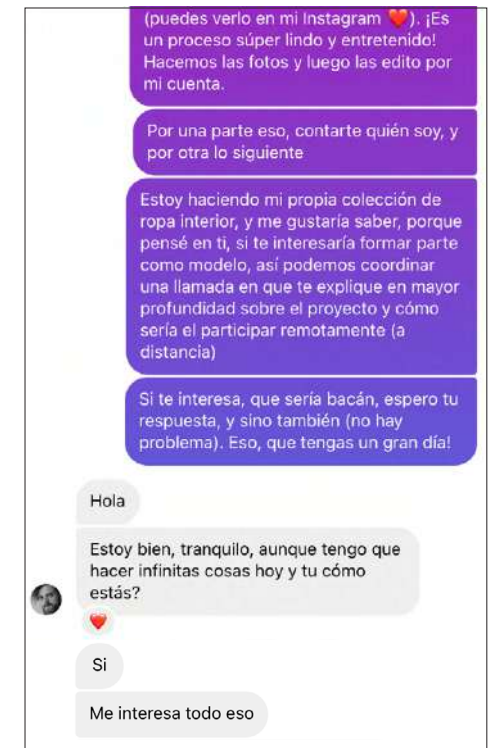 (puedes verlo en mi Instagram ❤️). ¡Es
un proceso súper lindo y entretenido!
Hacemos las fotos y luego las edito por
mi cuenta.
Por una parte eso, contarte quién soy, y
por otra lo siguiente
Estoy haciendo mi propia colección de
ropa interior, y me gustaría saber, porque
pensé en ti, si te interesaría formar parte
como modelo, así podemos coordinar
una llamada en que te explique en mayor
profundidad sobre el proyecto y cómo
sería el participar remotamente (a
distancia)
Si te interesa, que sería bacán, espero tu
respuesta, y sino también (no hay
problema). Eso, que tengas un gran día!
Hola
Estoy bien, tranquilo, aunque tengo que
hacer infinitas cosas hoy y tu cómo
estás?
❤️
Si
Me interesa todo eso